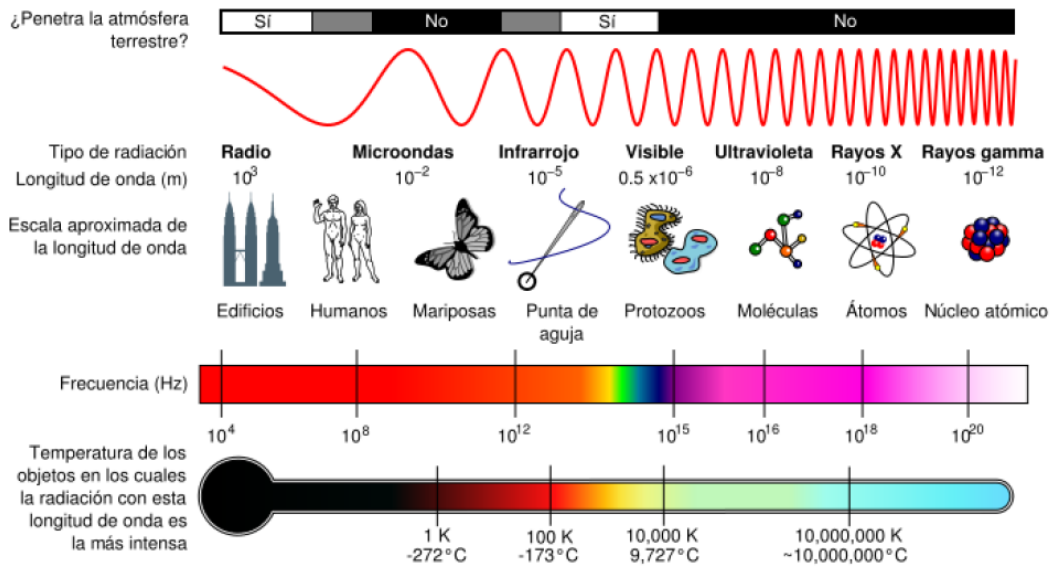 ¿Penetra la atmósfera
terrestre?
Sí No Sí No
Tipo de radiación Radio Microondas Infrarrojo Visible Ultravioleta Rayos X Rayos gamma
Longitud de onda (m) 10³ 10⁻² 10⁻⁵ 0.5 x10⁻⁶ 10⁻⁸ 10⁻¹⁰ 10⁻¹²
Escala aproximada de
la longitud de onda
Edificios Humanos Mariposas Punta de
aguja Protozoos Moléculas Átomos Núcleo atómico
Frecuencia (Hz)
10⁴ 10⁸ 10¹² 10¹⁵ 10¹⁶ 10¹⁸ 10²⁰
Temperatura de los
objetos en los cuales
la radiación con esta
longitud de onda es
la más intensa
1 K 100 K 10,000 K 10,000,000 K
-272°C -173°C 9,727°C ~10,000,000°C